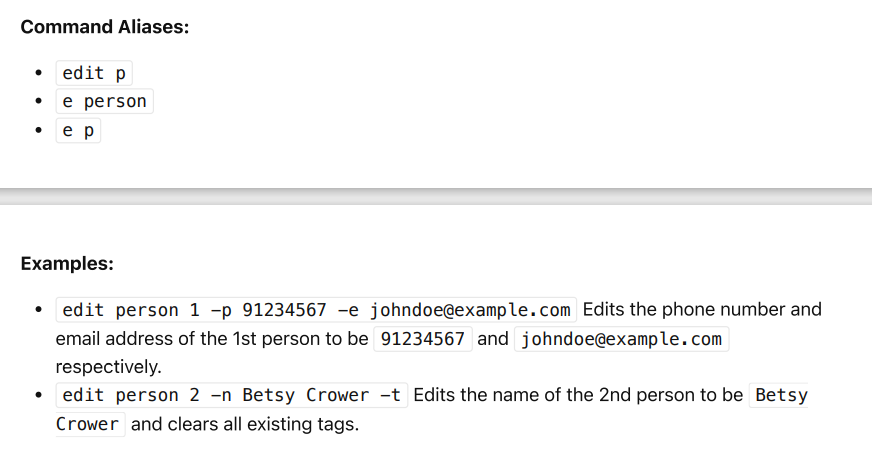 Command Aliases:
edit p
e person
e p
Examples:
edit person 1 -p 91234567 -e johndoe@example.com Edits the phone number and
email address of the 1st person to be 91234567 and johndoe@example.com
respectively.
edit person 2 -n Betsy Crower -t Edits the name of the 2nd person to be Betsy
Crower and clears all existing tags.